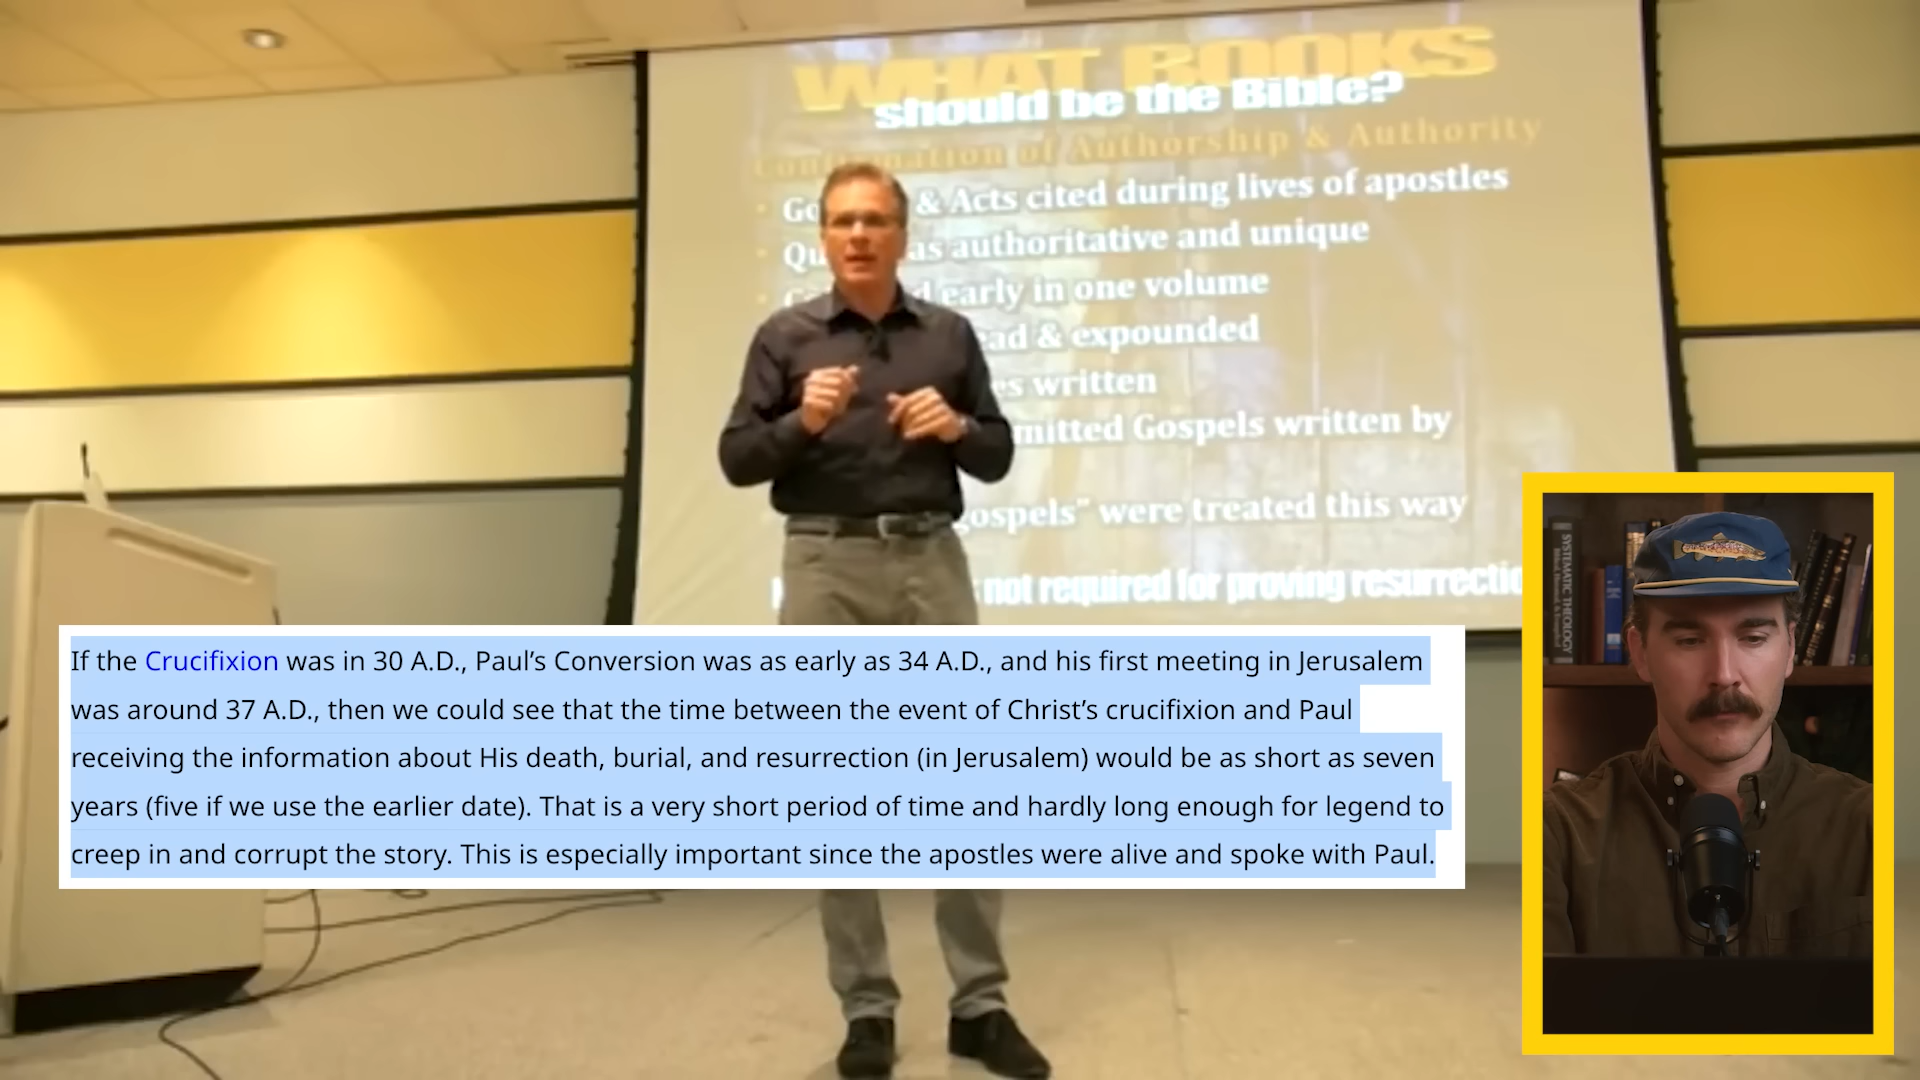 WHAT BOOKS
should be the Bible?
of Authorship & Authority
& Acts cited during lives of apostles
as authoritative and unique
early in one volume
& expounded
written
Gospels written by
gospels" were treated this way
not required for proving
If the Crucifixion was in 30 A.D., Paul’s Conversion was as early as 34 A.D., and his first meeting in Jerusalem
was around 37 A.D., then we could see that the time between the event of Christ’s crucifixion and Paul
receiving the information about His death, burial, and resurrection (in Jerusalem) would be as short as seven
years (five if we use the earlier date). That is a very short period of time and hardly long enough for legend to
creep in and corrupt the story. This is especially important since the apostles were alive and spoke with Paul.
SYSTEMATIC THEOLOGY